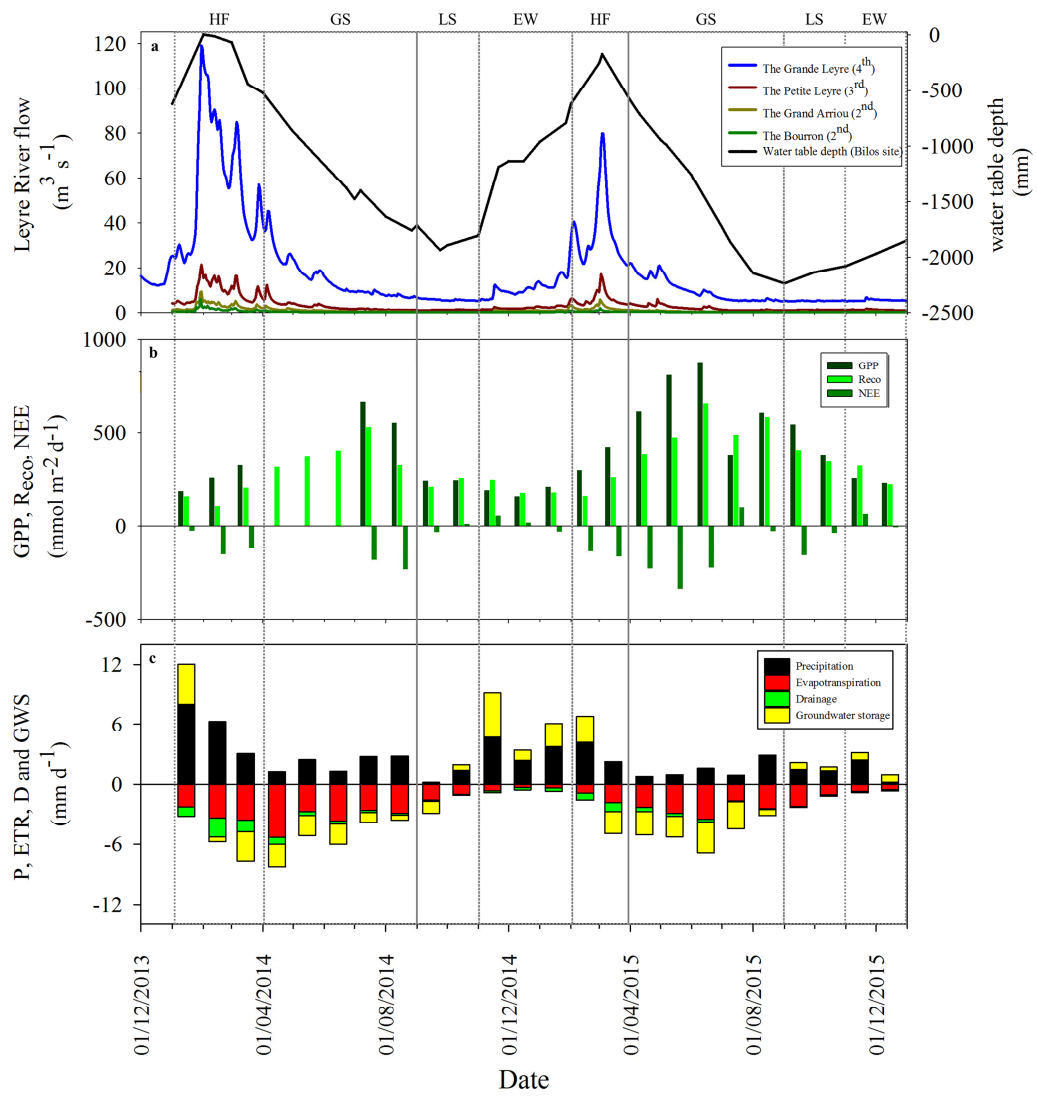 HF GS LS EW HF GS LS EW
a
120
100
80
60
40
20
0
Leyre River flow
(m³ s⁻¹)
0
-500
-1000
-1500
-2000
-2500
water table depth
(mm)
The Grande Leyre (4th)
The Petite Leyre (3rd)
The Grand Arriou (2nd)
The Bourron (2nd)
Water table depth (Bilos site)
b
1000
500
0
-500
GPP, Reco, NEE
(mmol m-2 d-1)
GPP
Reco
NEE
c
12
6
0
-6
-12
P, ETR, D and GWS
(mm d⁻¹)
Precipitation
Evapotranspiration
Drainage
Groundwater storage
01/12/2013
01/04/2014
01/08/2014
01/12/2014
01/04/2015
01/08/2015
01/12/2015
Date